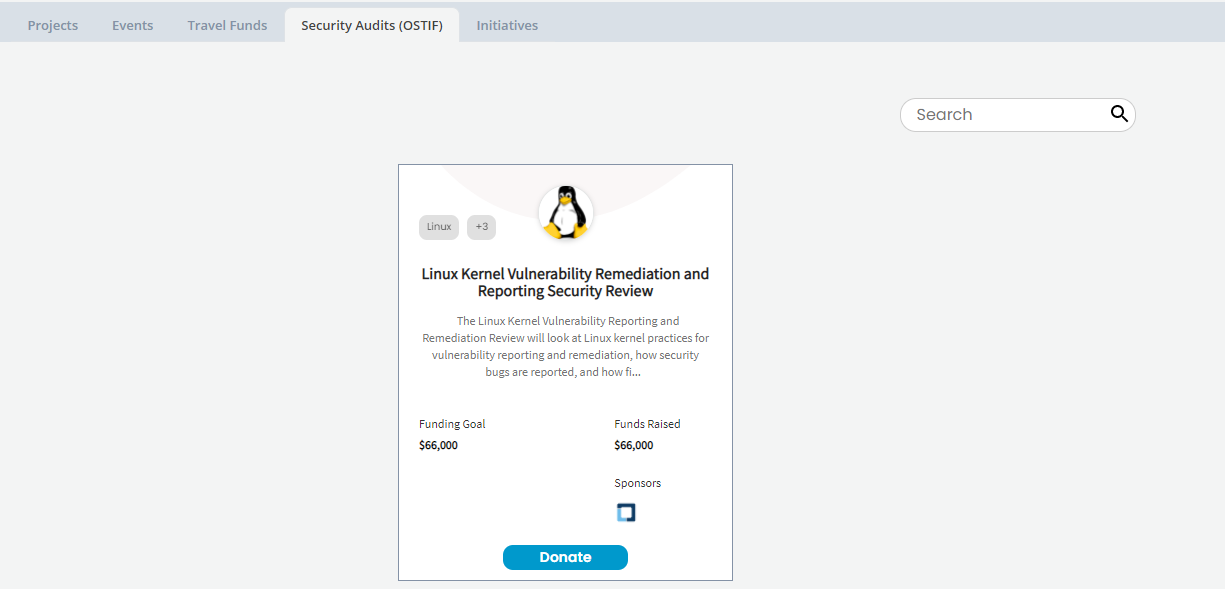 Projects Events Travel Funds Security Audits (OSTIF) Initiatives
Search
Linux +3
Linux Kernel Vulnerability Remediation and
Reporting Security Review
The Linux Kernel Vulnerability Reporting and
Remediation Review will look at Linux kernel practices for
vulnerability reporting and remediation, how security
bugs are reported, and how fi...
Funding Goal Funds Raised
$66,000 $66,000
Sponsors
Donate